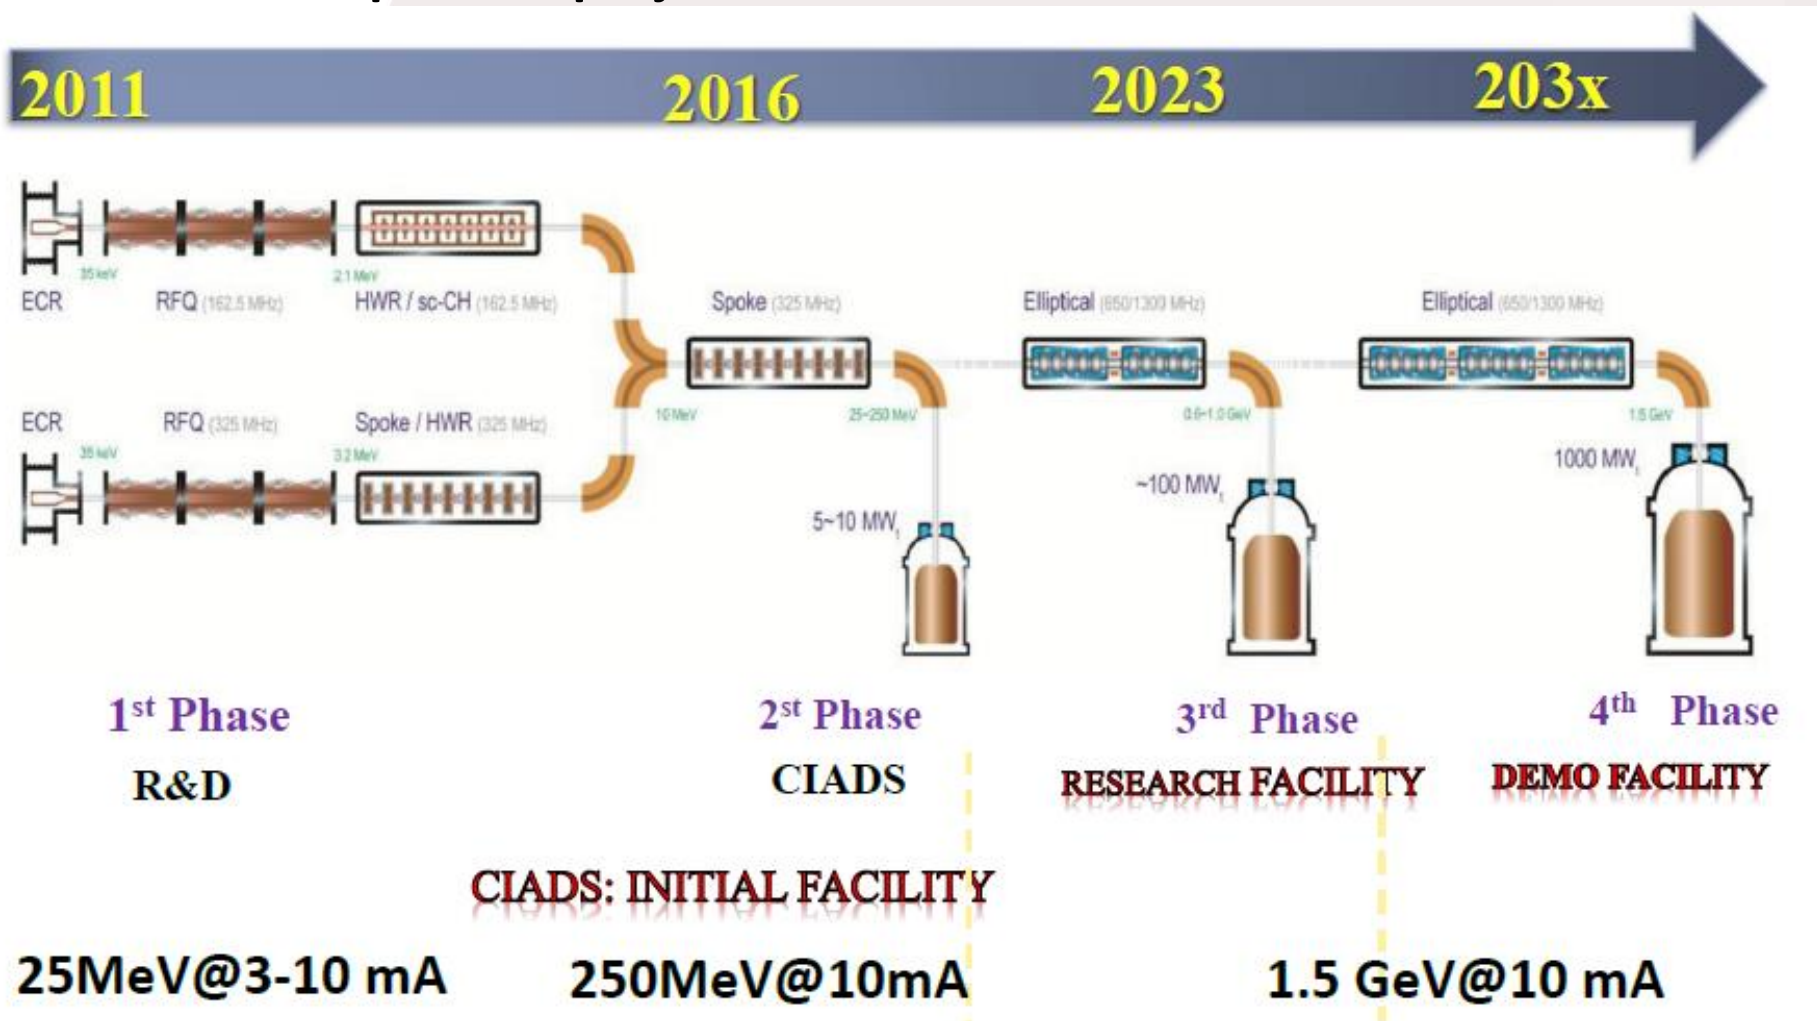 2011
2016
2023
203x
35 keV
2.1 MeV
ECR
RFQ (162.5 MHz)
HWR / sc-CH (162.5 MHz)
Spoke (325 MHz)
Elliptical (650/1300 MHz)
Elliptical (650/1300 MHz)
ECR
RFQ (325 MHz)
Spoke / HWR (325 MHz)
10 MeV
25~250 MeV
0.6~1.0 GeV
1.5 GeV
35 keV
3.2 MeV
5~10 MWt
~100 MWt
1000 MWt
1st Phase
2st Phase
3rd Phase
4th Phase
R&D
CIADS
RESEARCH FACILITY
DEMO FACILITY
CIADS: INITIAL FACILITY
25MeV@3-10 mA
250MeV@10mA
1.5 GeV@10 mA